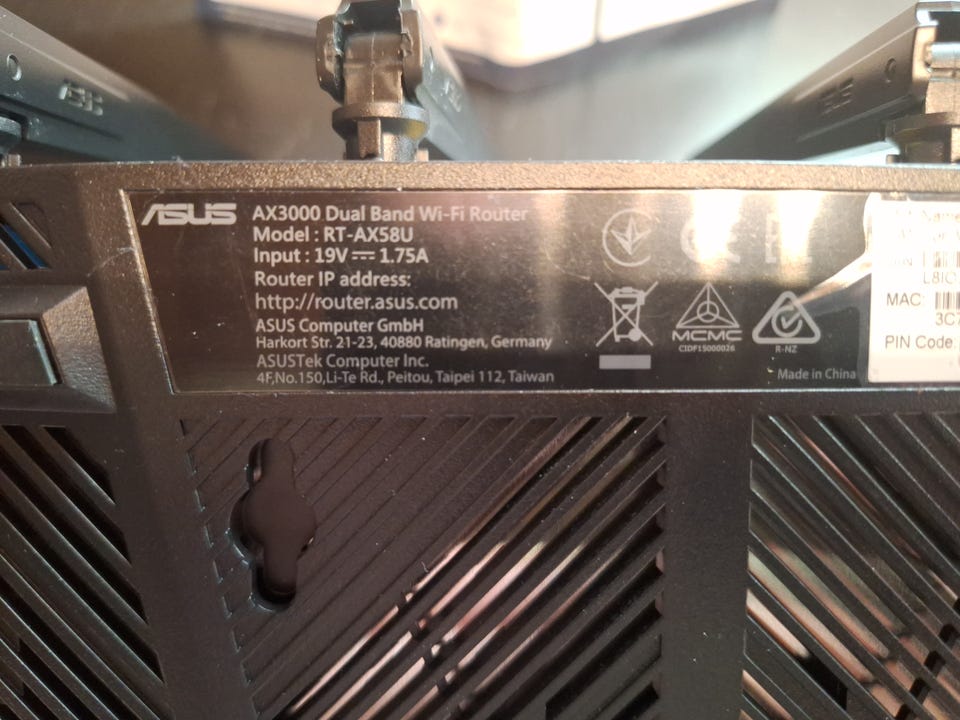 ASUS AX3000 Dual Band Wi-Fi Router
Model : RT-AX58U
Input : 19V⎓ 1.75A
Router IP address:
http://router.asus.com
ASUS Computer GmbH
Harkort Str. 21-23, 40880 Ratingen, Germany
ASUSTek Computer Inc.
4F,No.150,Li-Te Rd., Peitou, Taipei 112, Taiwan
MCMC
CIDF15000026
R-NZ
Made in China
MAC:
3C7
PIN Code: